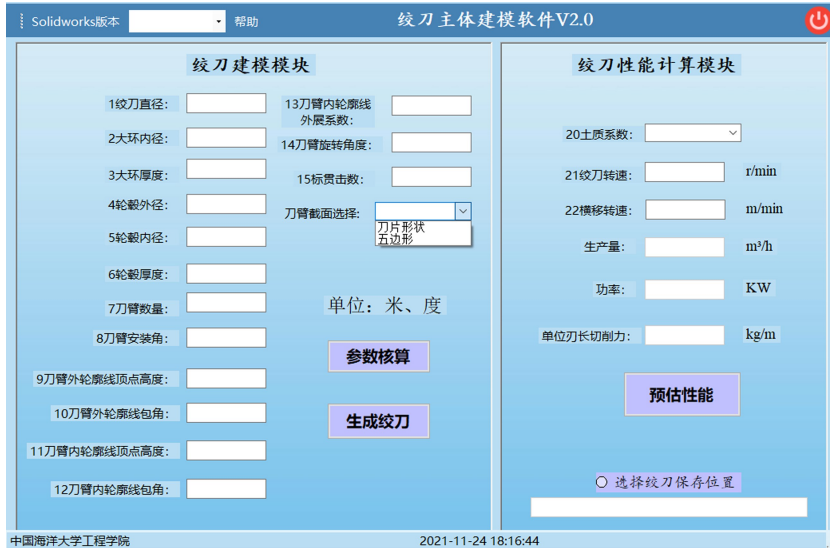 Solidworks版本 帮助 绞刀主体建模软件V2.0
绞刀建模模块
1绞刀直径：
2大环内径：
3大环厚度：
4轮毂外径：
5轮毂内径：
6轮毂厚度：
7刀臂数量：
8刀臂安装角：
9刀臂外轮廓线顶点高度：
10刀臂外轮廓线包角：
11刀臂内轮廓线顶点高度：
12刀臂内轮廓线包角：
13刀臂内轮廓线
外展系数：
14刀臂旋转角度：
15标贯击数：
刀臂截面选择：
刀片形状
五边形
单位：米、度
参数核算
生成绞刀
绞刀性能计算模块
20土质系数：
21绞刀转速： r/min
22横移转速： m/min
生产量： m³/h
功率： KW
单位刃长切削力： kg/m
预估性能
选择绞刀保存位置
中国海洋大学工程学院 2021-11-24 18:16:44